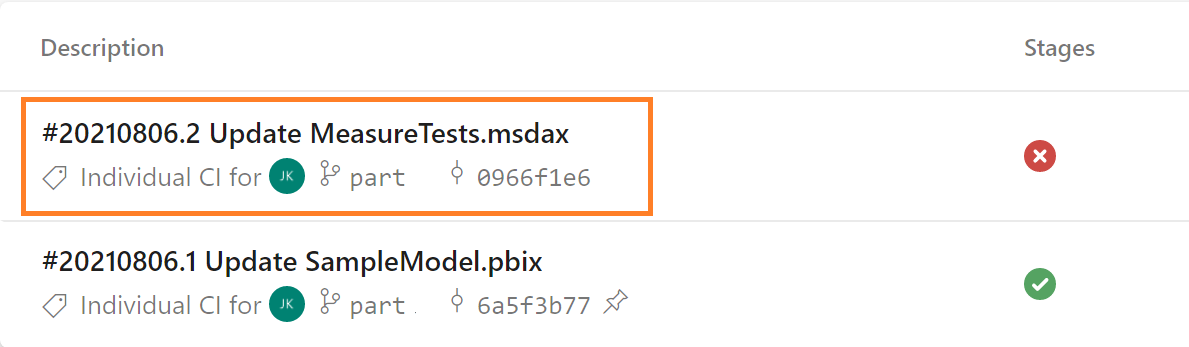 Description Stages
#20210806.2 Update MeasureTests.msdax
Individual CI for JK part 0966f1e6
#20210806.1 Update SampleModel.pbix
Individual CI for JK part . 6a5f3b77